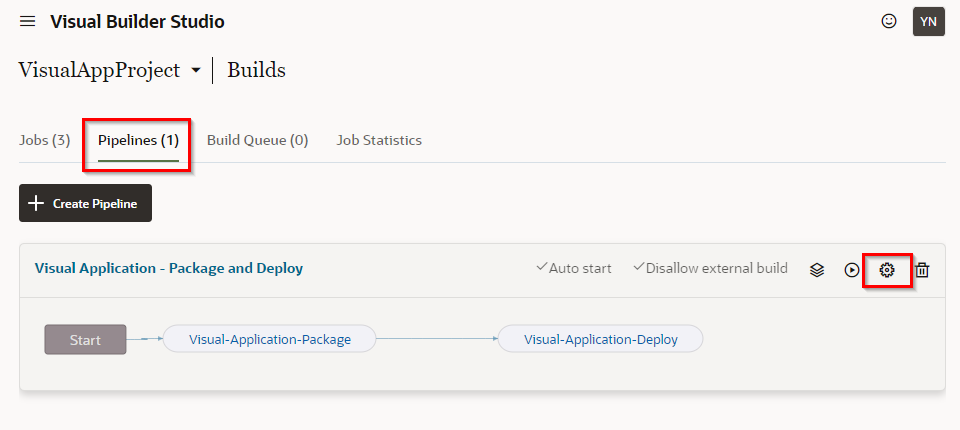 Visual Builder Studio
YN
VisualAppProject Builds
Jobs (3) Pipelines (1) Build Queue (0) Job Statistics
Create Pipeline
Visual Application - Package and Deploy Auto start Disallow external build
Start Visual-Application-Package Visual-Application-Deploy